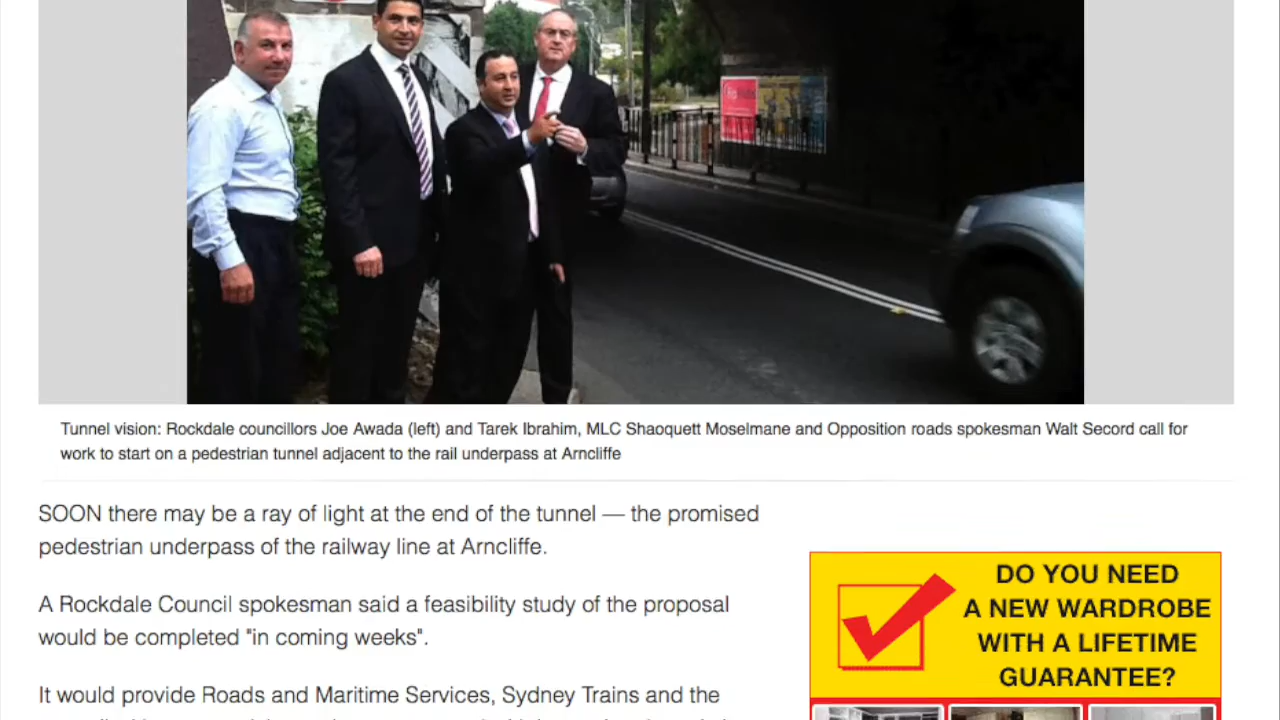 Tunnel vision: Rockdale councillors Joe Awada (left) and Tarek Ibrahim, MLC Shaoquett Moselmane and Opposition roads spokesman Walt Secord call for
work to start on a pedestrian tunnel adjacent to the rail underpass at Arncliffe
SOON there may be a ray of light at the end of the tunnel — the promised
pedestrian underpass of the railway line at Arncliffe.
A Rockdale Council spokesman said a feasibility study of the proposal
would be completed "in coming weeks".
It would provide Roads and Maritime Services, Sydney Trains and the
DO YOU NEED
A NEW WARDROBE
WITH A LIFETIME
GUARANTEE?